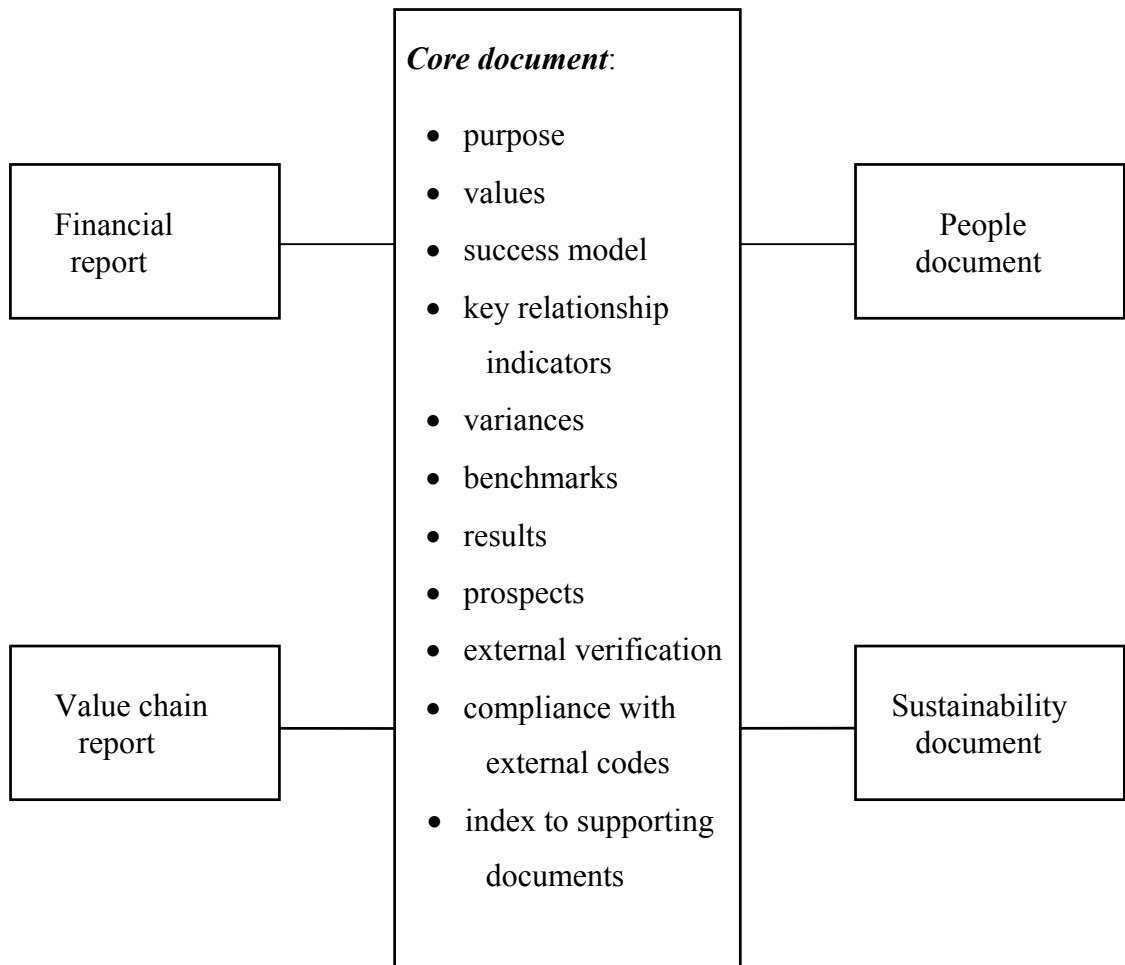 Core document:
• purpose
• values
• success model
• key relationship
indicators
• variances
• benchmarks
• results
• prospects
• external verification
• compliance with
external codes
• index to supporting
documents
Financial
report
People
document
Value chain
report
Sustainability
document